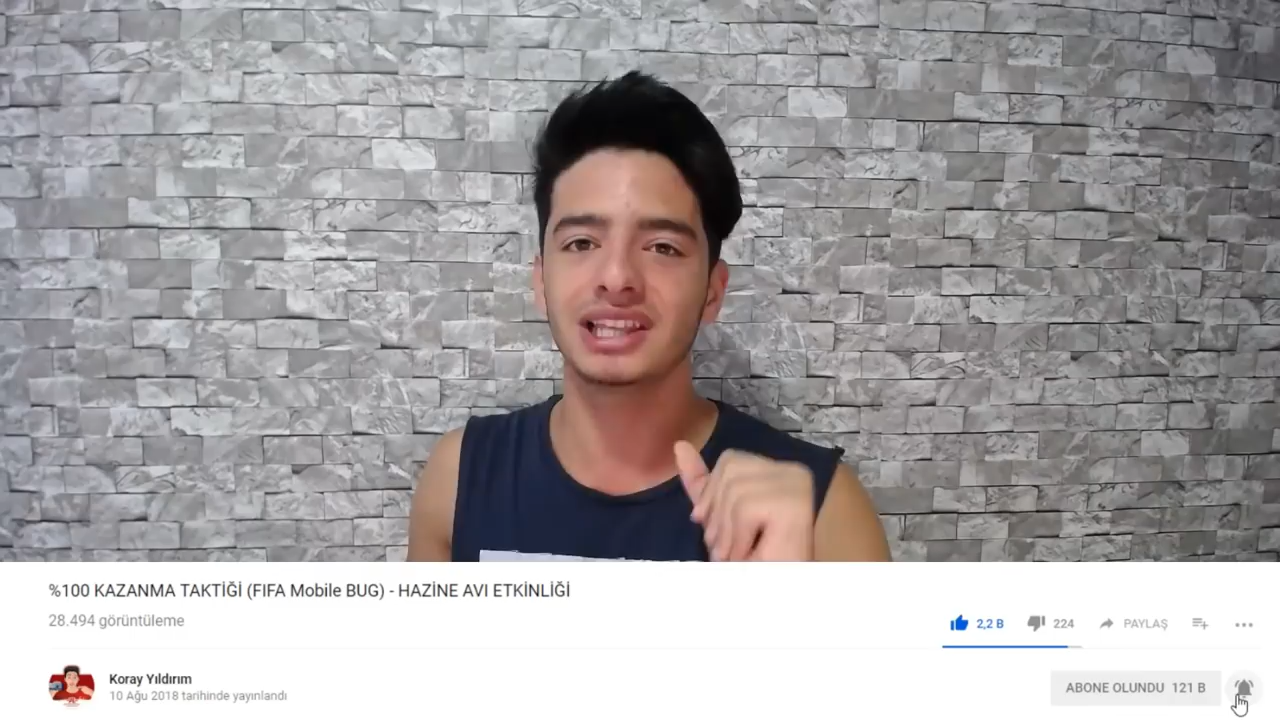 %100 KAZANMA TAKTİĞİ (FIFA Mobile BUG) - HAZİNE AVI ETKİNLİĞİ
28.494 görüntüleme
2,2 B 224 PAYLAŞ
Koray Yıldırım
10 Ağu 2018 tarihinde yayınlandı
ABONE OLUNDU 121 B